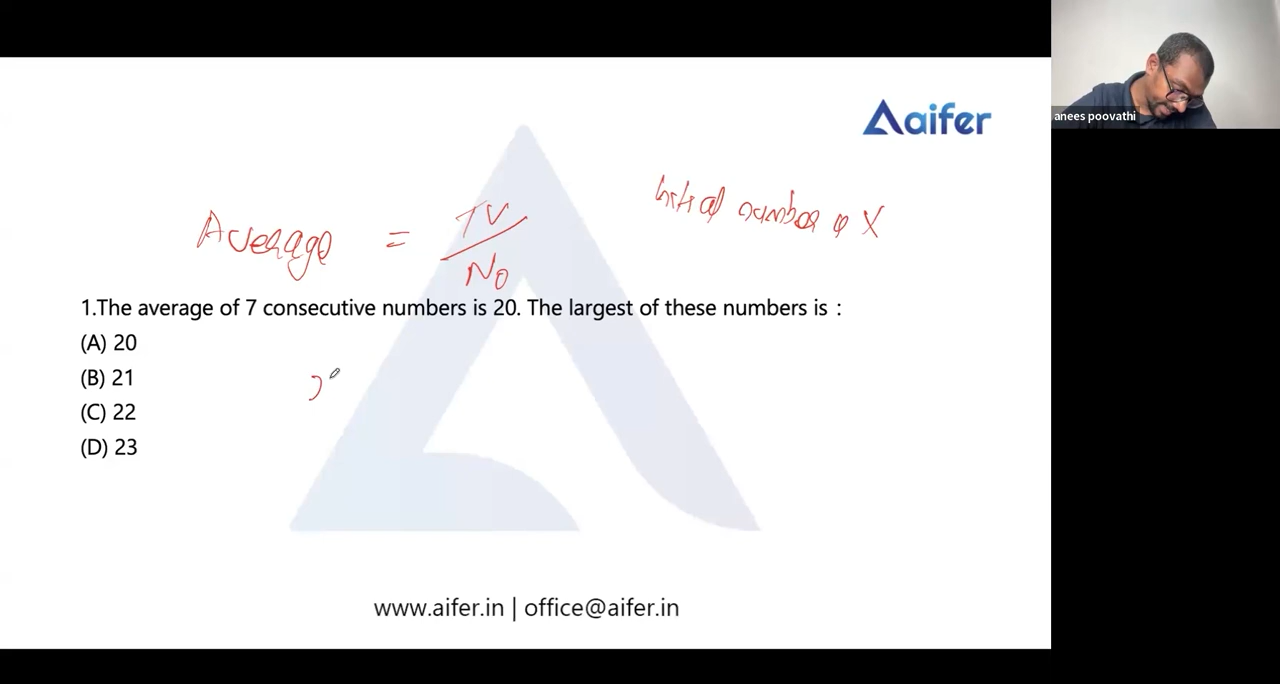 aifer
anees poovathi
Initial number X
Average = TV
No
1.The average of 7 consecutive numbers is 20. The largest of these numbers is :
(A) 20
(B) 21
(C) 22
(D) 23
www.aifer.in | office@aifer.in